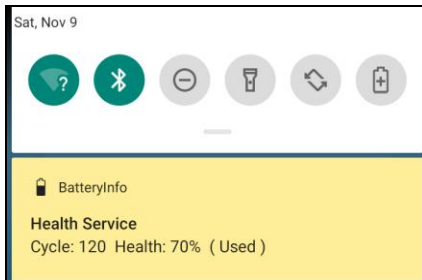 Sat, Nov 9
?
BatteryInfo
Health Service
Cycle: 120 Health: 70% ( Used )